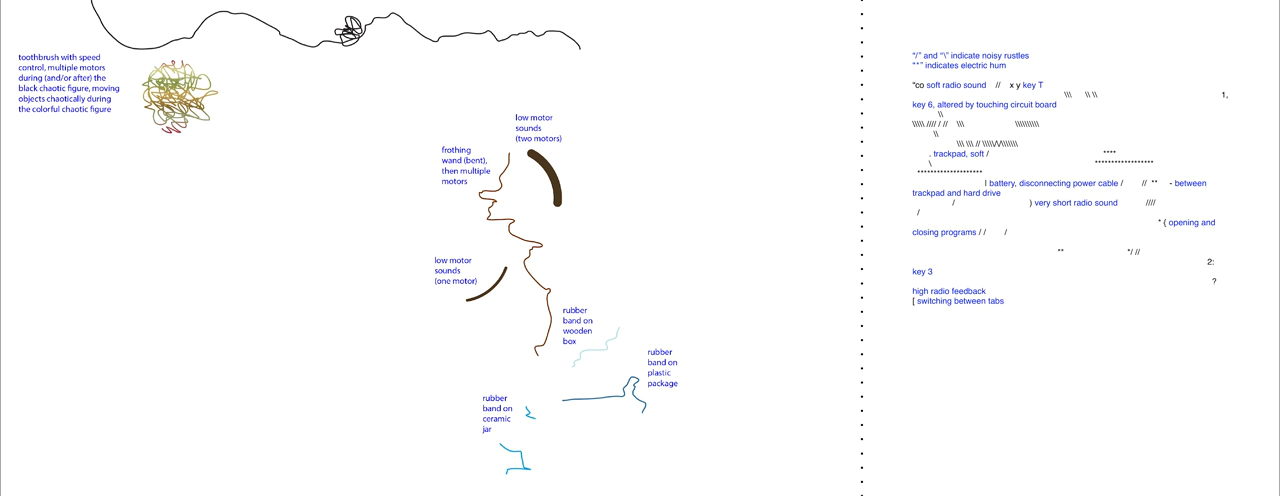 toothbrush with speed
control, multiple motors
during (and/or after) the
black chaotic figure, moving
objects chaotically during
the colorful chaotic figure
low motor
sounds
(two motors)
frothing
wand (bent),
then multiple
motors
low motor
sounds
(one motor)
rubber
band on
wooden
box
rubber
band on
plastic
package
rubber
band on
ceramic
jar
"/" and "\" indicate noisy rustles
"*" indicates electric hum
"co soft radio sound // x y key T
\\\ \\ \\ 1,
key 6, altered by touching circuit board
\\
\\\\\ //// / // \\\ \\\\\\\\\\
\\
\\\ \\\ // \\\\\/\/\\\\\\\
. trackpad, soft / ****
\ ******************
********************
l battery, disconnecting power cable / // ** - between
trackpad and hard drive
/ ) very short radio sound ////
/
* { opening and
closing programs / / /
** */ //
2:
key 3
?
high radio feedback
[ switching between tabs